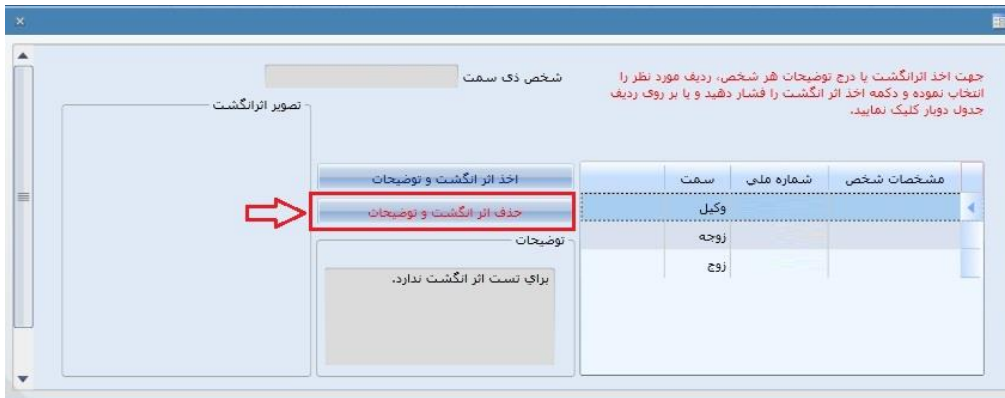 جهت اخذ اثرانگشت یا درج توضیحات هر شخص، ردیف مورد نظر را
انتخاب نموده و دکمه اخذ اثر انگشت را فشار دهید و یا بر روی ردیف
جدول دوبار کلیک نمایید.
شخص ذی سمت
تصویر اثرانگشت
مشخصات شخص شماره ملی سمت
وکیل
زوجه
زوج
اخذ اثر انگشت و توضیحات
حذف اثر انگشت و توضیحات
توضیحات
براي تست اثر انگشت ندارد.